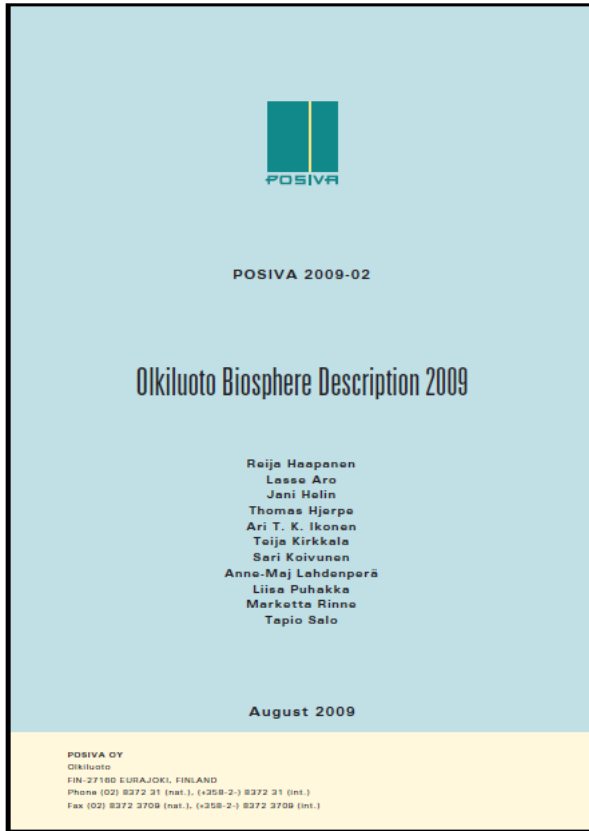 POSIVA
POSIVA 2009-02
Olkiluoto Biosphere Description 2009
Reija Haapanen
Lasse Aro
Jani Helin
Thomas Hjerpe
Ari T. K. Ikonen
Teija Kirkkala
Sari Koivunen
Anne-Maj Lahdenperä
Liisa Puhakka
Marketta Rinne
Tapio Salo
August 2009
POSIVA OY
Olkiluoto
FIN-27160 EURAJOKI, FINLAND
Phone (02) 8372 31 (nat.), (+358-2-) 8372 31 (int.)
Fax (02) 8372 3709 (nat.), (+358-2-) 8372 3709 (int.)